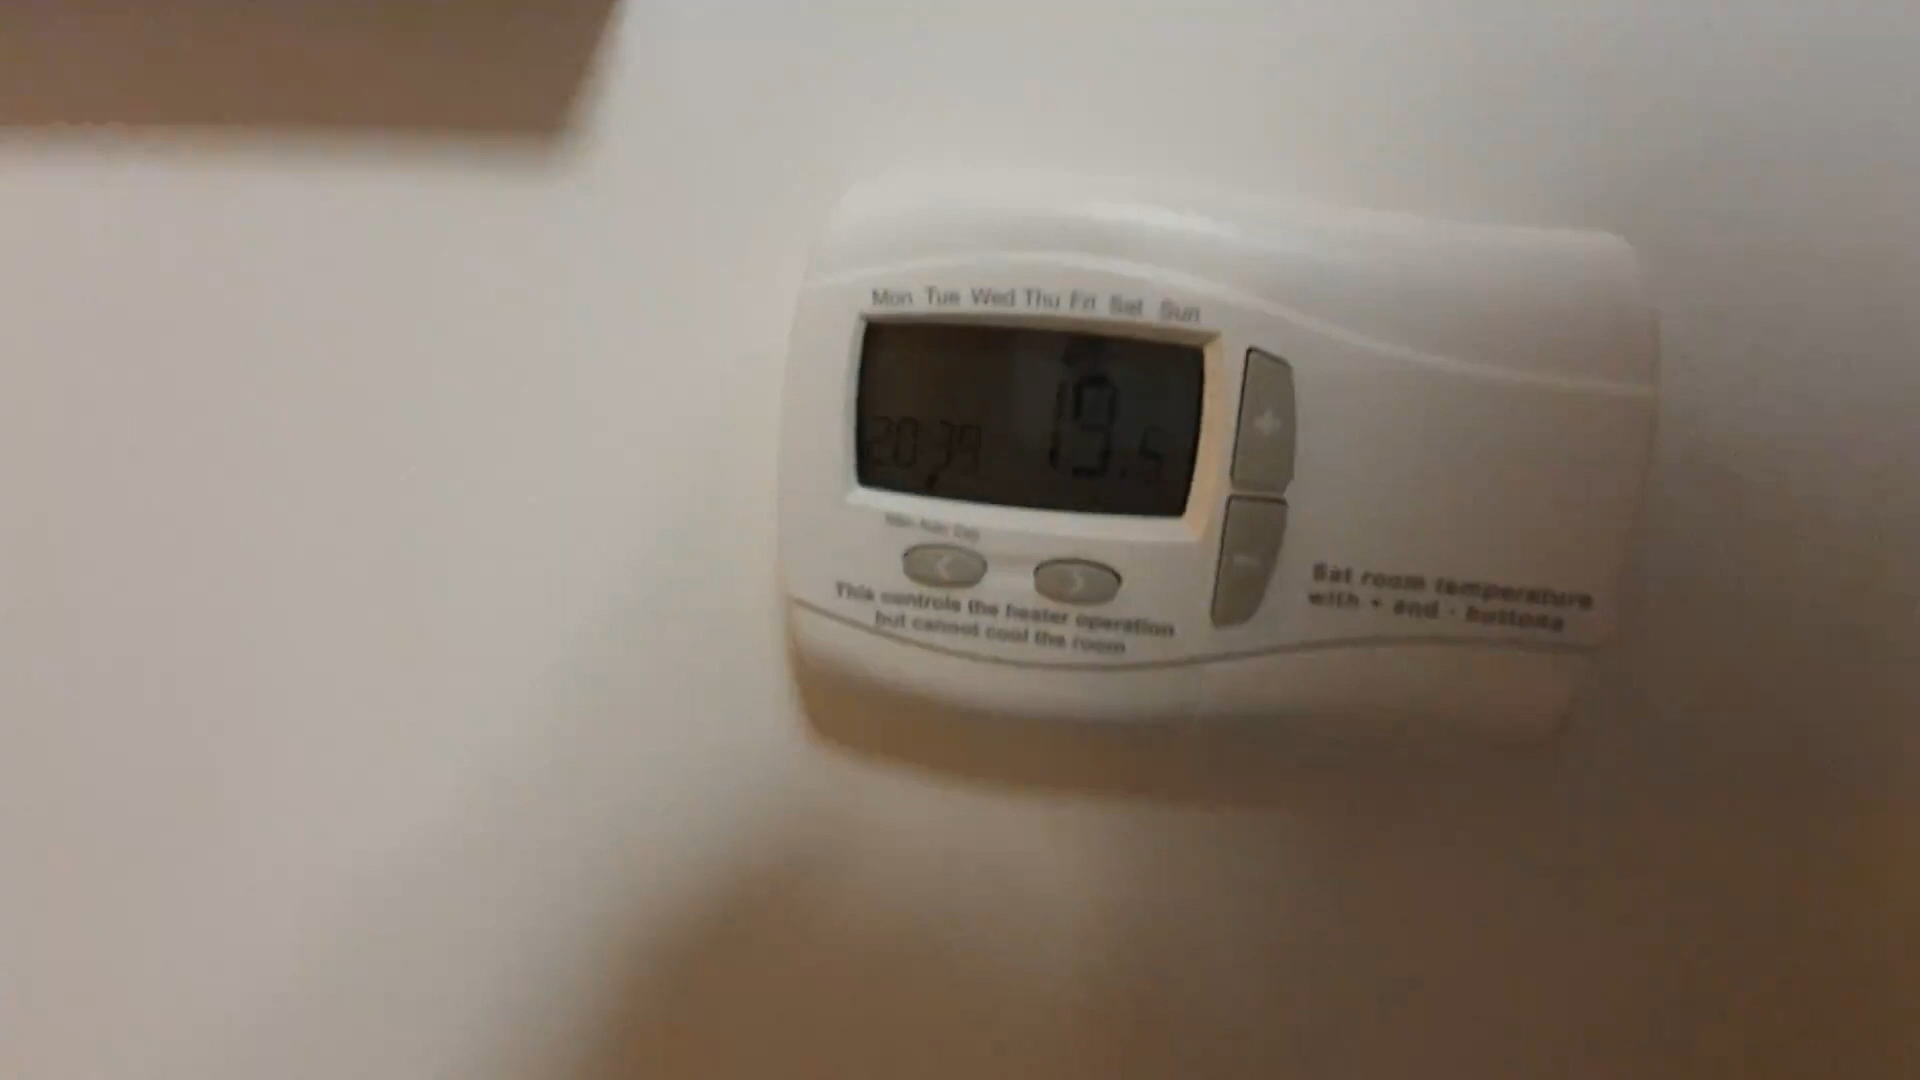 Mon Tue Wed Thu Fri Sat Sun
20:39 19.5
+
-
< >
This controls the heater operation
but cannot cool the room
Set room temperature
with + and - buttons